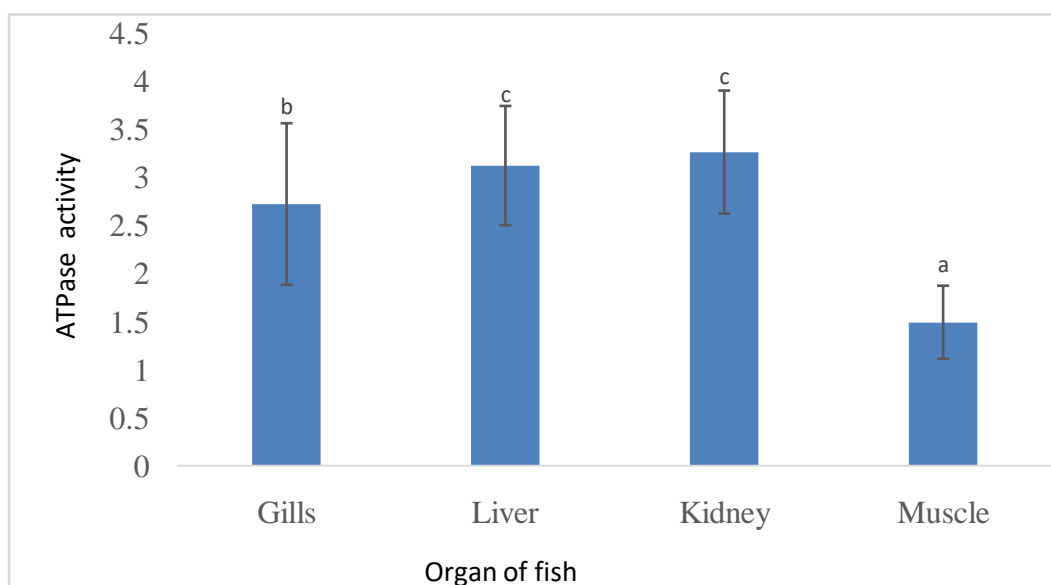 4.5
4
3.5
3
2.5
2
1.5
1
0.5
0
ATPase activity
b
c
c
a
Gills
Liver
Kidney
Muscle
Organ of fish